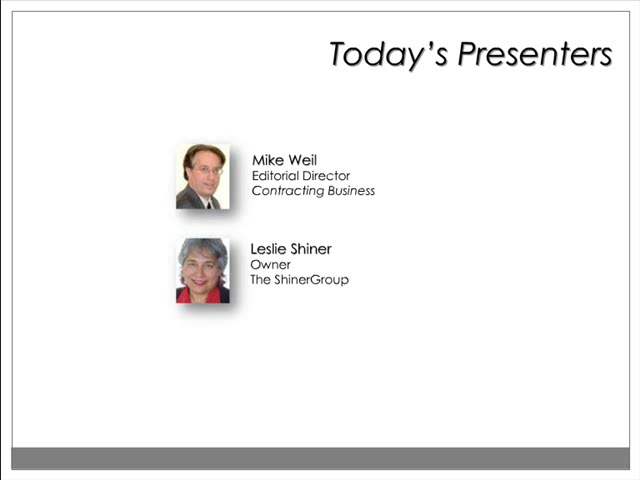 Today's Presenters
Mike Weil
Editorial Director
Contracting Business
Leslie Shiner
Owner
The ShinerGroup